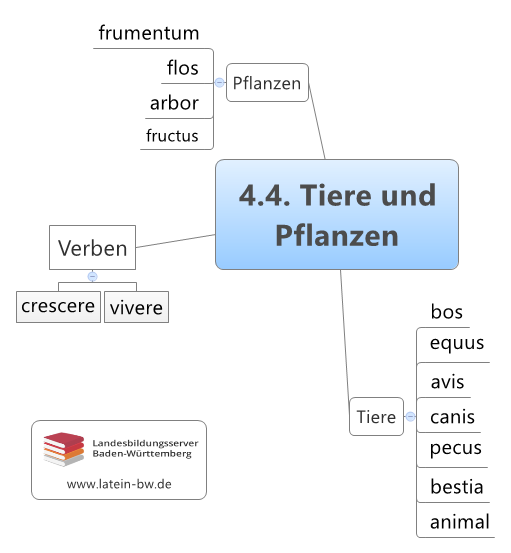 frumentum
flos
arbor
fructus
Pflanzen
4.4. Tiere und
Pflanzen
Verben
crescere
vivere
Tiere
bos
equus
avis
canis
pecus
bestia
animal
Landesbildungsserver
Baden-Württemberg
www.latein-bw.de